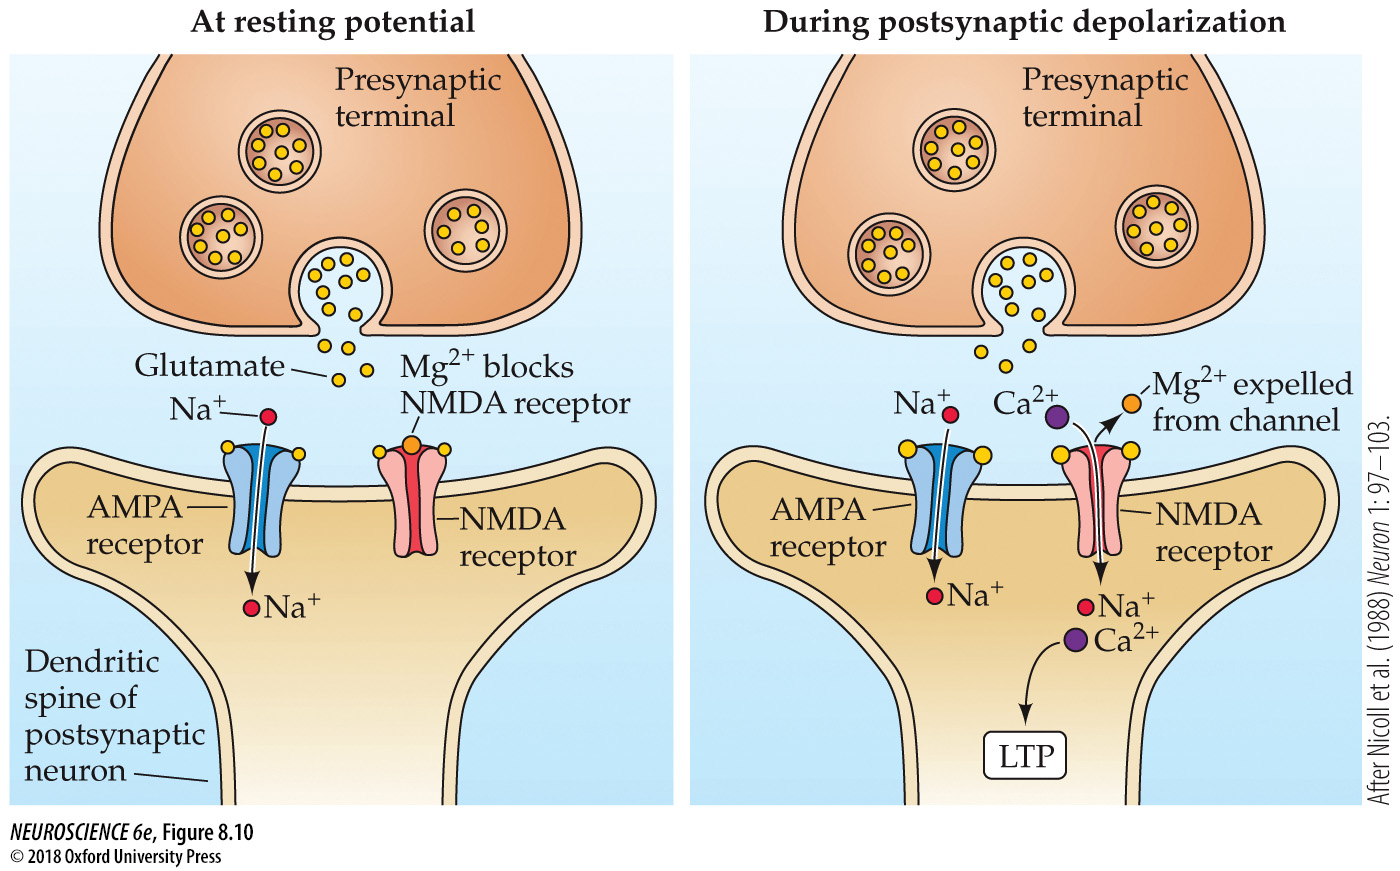 At resting potential
Presynaptic
terminal
Glutamate
Mg²⁺ blocks
NMDA receptor
Na⁺
AMPA
receptor
NMDA
receptor
Na⁺
Dendritic
spine of
postsynaptic
neuron
During postsynaptic depolarization
Presynaptic
terminal
Na⁺
Ca²⁺
Mg²⁺ expelled
from channel
AMPA
receptor
NMDA
receptor
Na⁺
Na⁺
Ca²⁺
LTP
After Nicoll et al. (1988) Neuron 1: 97–103.
NEUROSCIENCE 6e, Figure 8.10
© 2018 Oxford University Press